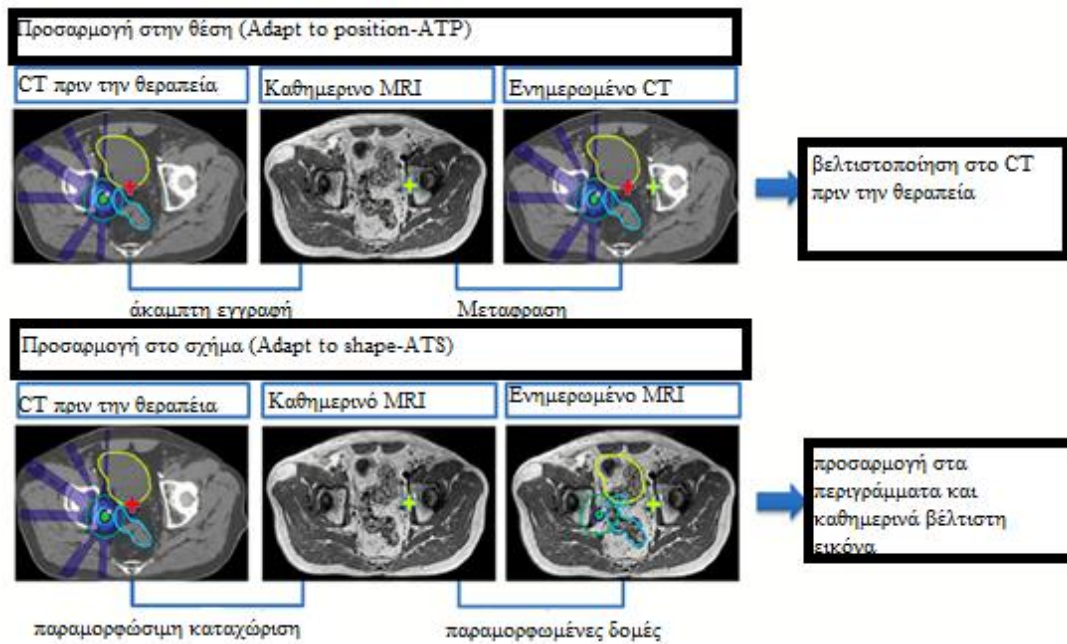 Προσαρμογή στην θέση (Adapt to position-ATP)
CT πριν την θεραπεία
Καθημερινο MRI
Ενημερωμένο CT
βελτιστοποίηση στο CT
πριν την θεραπεία
άκαμπτη εγγραφή
Μεταφραση
Προσαρμογή στο σχήμα (Adapt to shape-ATS)
CT πριν την θεραπέια
Καθημερινό MRI
Ενημερωμένο MRI
προσαρμογή στα
περιγράμματα και
καθημερινά βέλτιστη
εικόνα
παραμορφώσιμη καταχώριση
παραμορφωμένες δομές